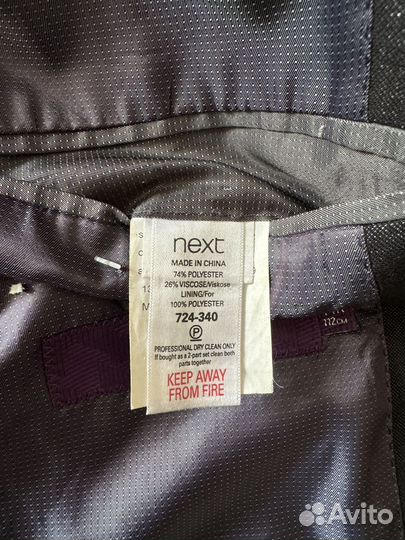 next
MADE IN CHINA
74% POLYESTER
26% VISCOSE/Viskose
LINING/For
100% POLYESTER
724-340
P
PROFESSIONAL DRY CLEAN ONLY
If bought as a 2-part set clean both
parts together
KEEP AWAY
FROM FIRE
112CM
Avito